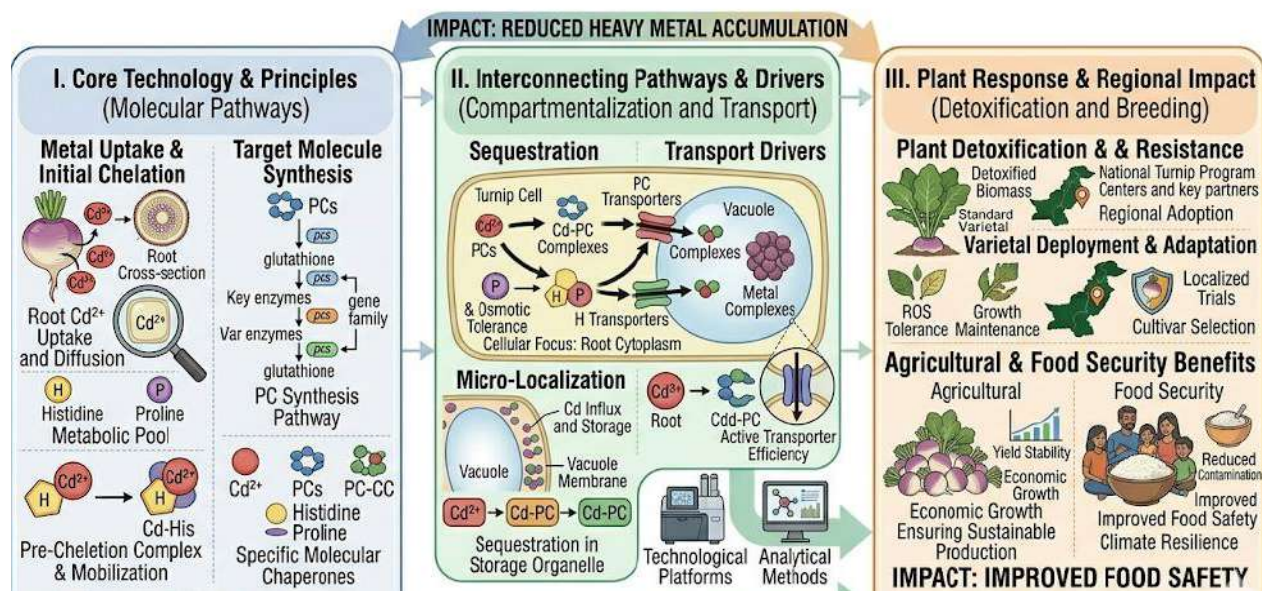 IMPACT: REDUCED HEAVY METAL ACCUMULATION
I. Core Technology & Principles
(Molecular Pathways)
Metal Uptake &
Initial Chelation
Cd³⁺
Cd²⁺
Cd³⁺
Root
Cross-section
Cd²⁺
Root Cd²⁺
Uptake
and Diffusion
H
P
Histidine
Proline
Metabolic Pool
H
Cd²⁺
Cd²⁺
H
Cd-His
Pre-Cheletion Complex
& Mobilization
Target Molecule
Synthesis
PCs
pcs
glutathione
pcs
Key enzymes
gene
family
pcs
Var enzymes
pcs
glutathione
PC Synthesis
Pathway
Cd²⁺
PCs
PC-CC
Histidine
Proline
Specific Molecular
Chaperones
II. Interconnecting Pathways & Drivers
(Compartmentalization and Transport)
Sequestration
Transport Drivers
Turnip Cell
PC
Transporters
Cd²⁺
PCs
Cd-PC
Complexes
Vacuole
Complexes
P
H
P
& Osmotic
Tolerance
H Transporters
Metal
Complexes
Cellular Focus: Root Cytoplasm
Micro-Localization
Cd Influx
and Storage
Vacuole
Vacuole
Membrane
Cd²⁺
Cd-PC
Cd-PC
Sequestration in
Storage Organelle
Cd³⁺
Root
Cdd-PC
Active Transporter
Efficiency
Technological
Platforms
Analytical
Methods
III. Plant Response & Regional Impact
(Detoxification and Breeding)
Plant Detoxification & & Resistance
Detoxified
Biomass
Standard
Varietal
National Turnip Program
Centers and key partners
Regional Adoption
Varietal Deployment & Adaptation
ROS
Tolerance
Growth
Maintenance
Localized
Trials
Cultivar Selection
Agricultural & Food Security Benefits
Agricultural
Yield Stability
Economic
Growth
Economic Growth
Ensuring Sustainable
Production
Food Security
Reduced
Contamination
Improved
Improved Food Safety
Climate Resilience
IMPACT: IMPROVED FOOD SAFETY